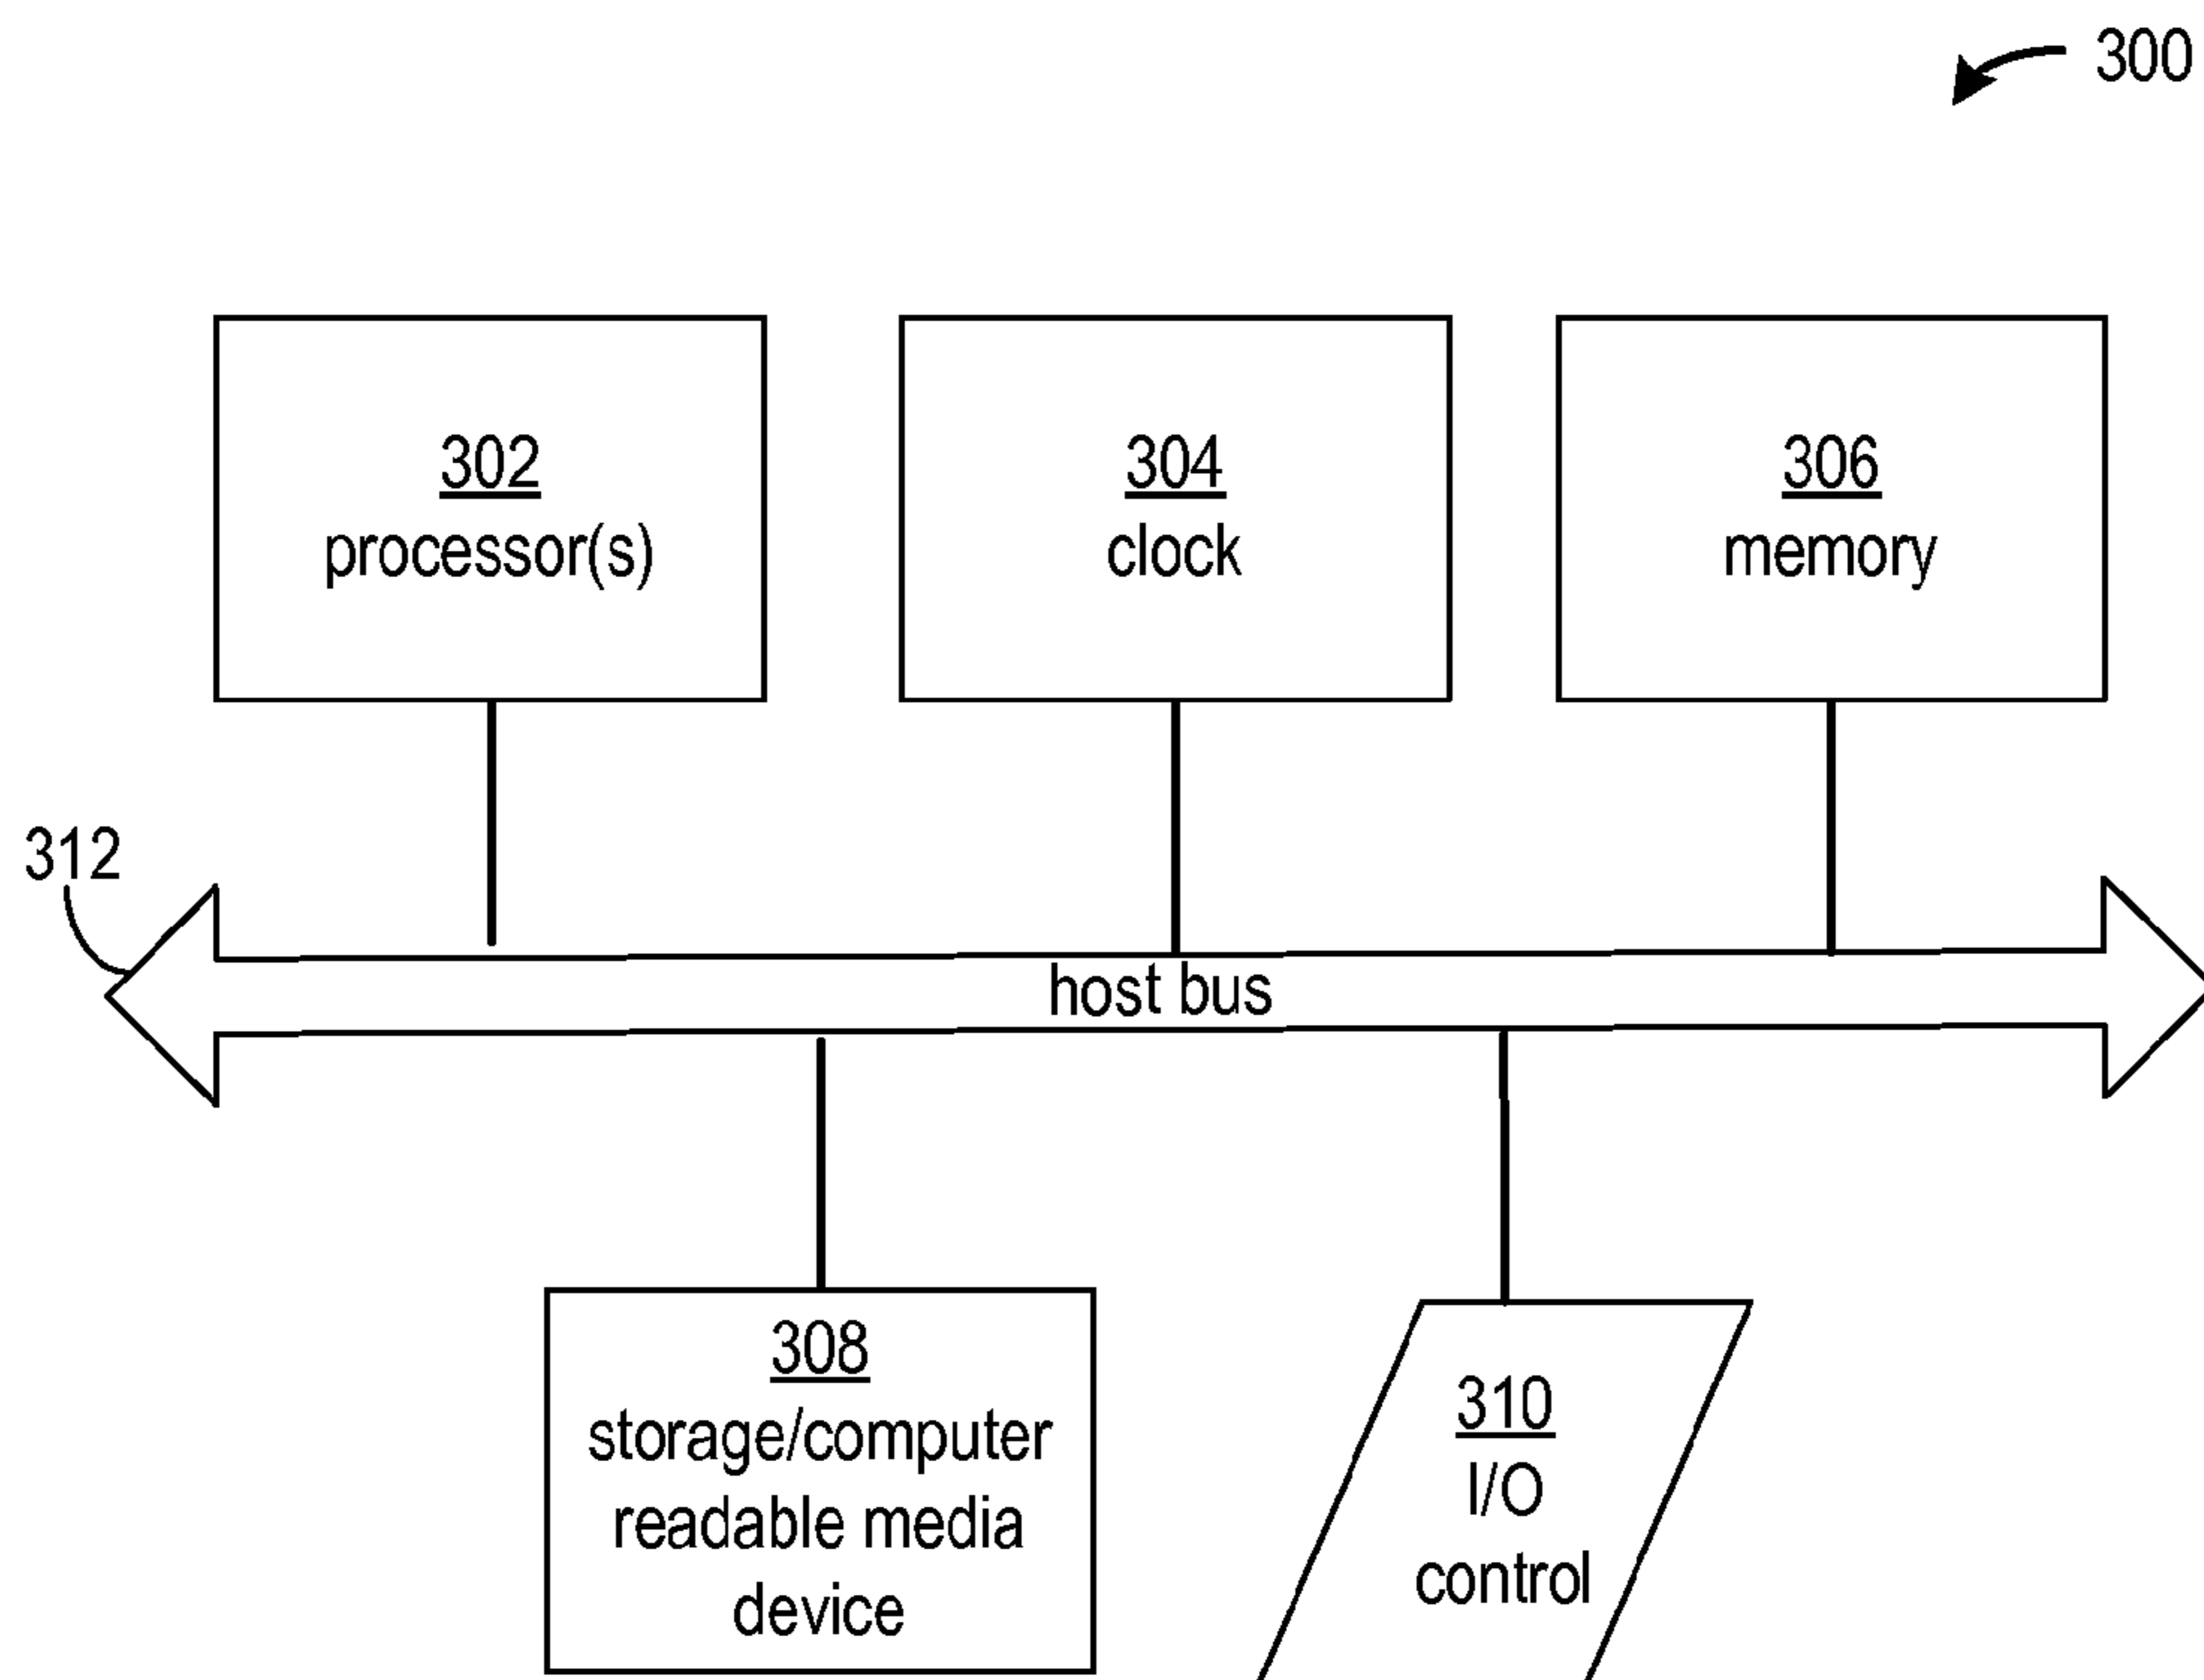 300
302
processor(s)
304
clock
306
memory
312
host bus
308
storage/computer
readable media
device
310
I/O
control